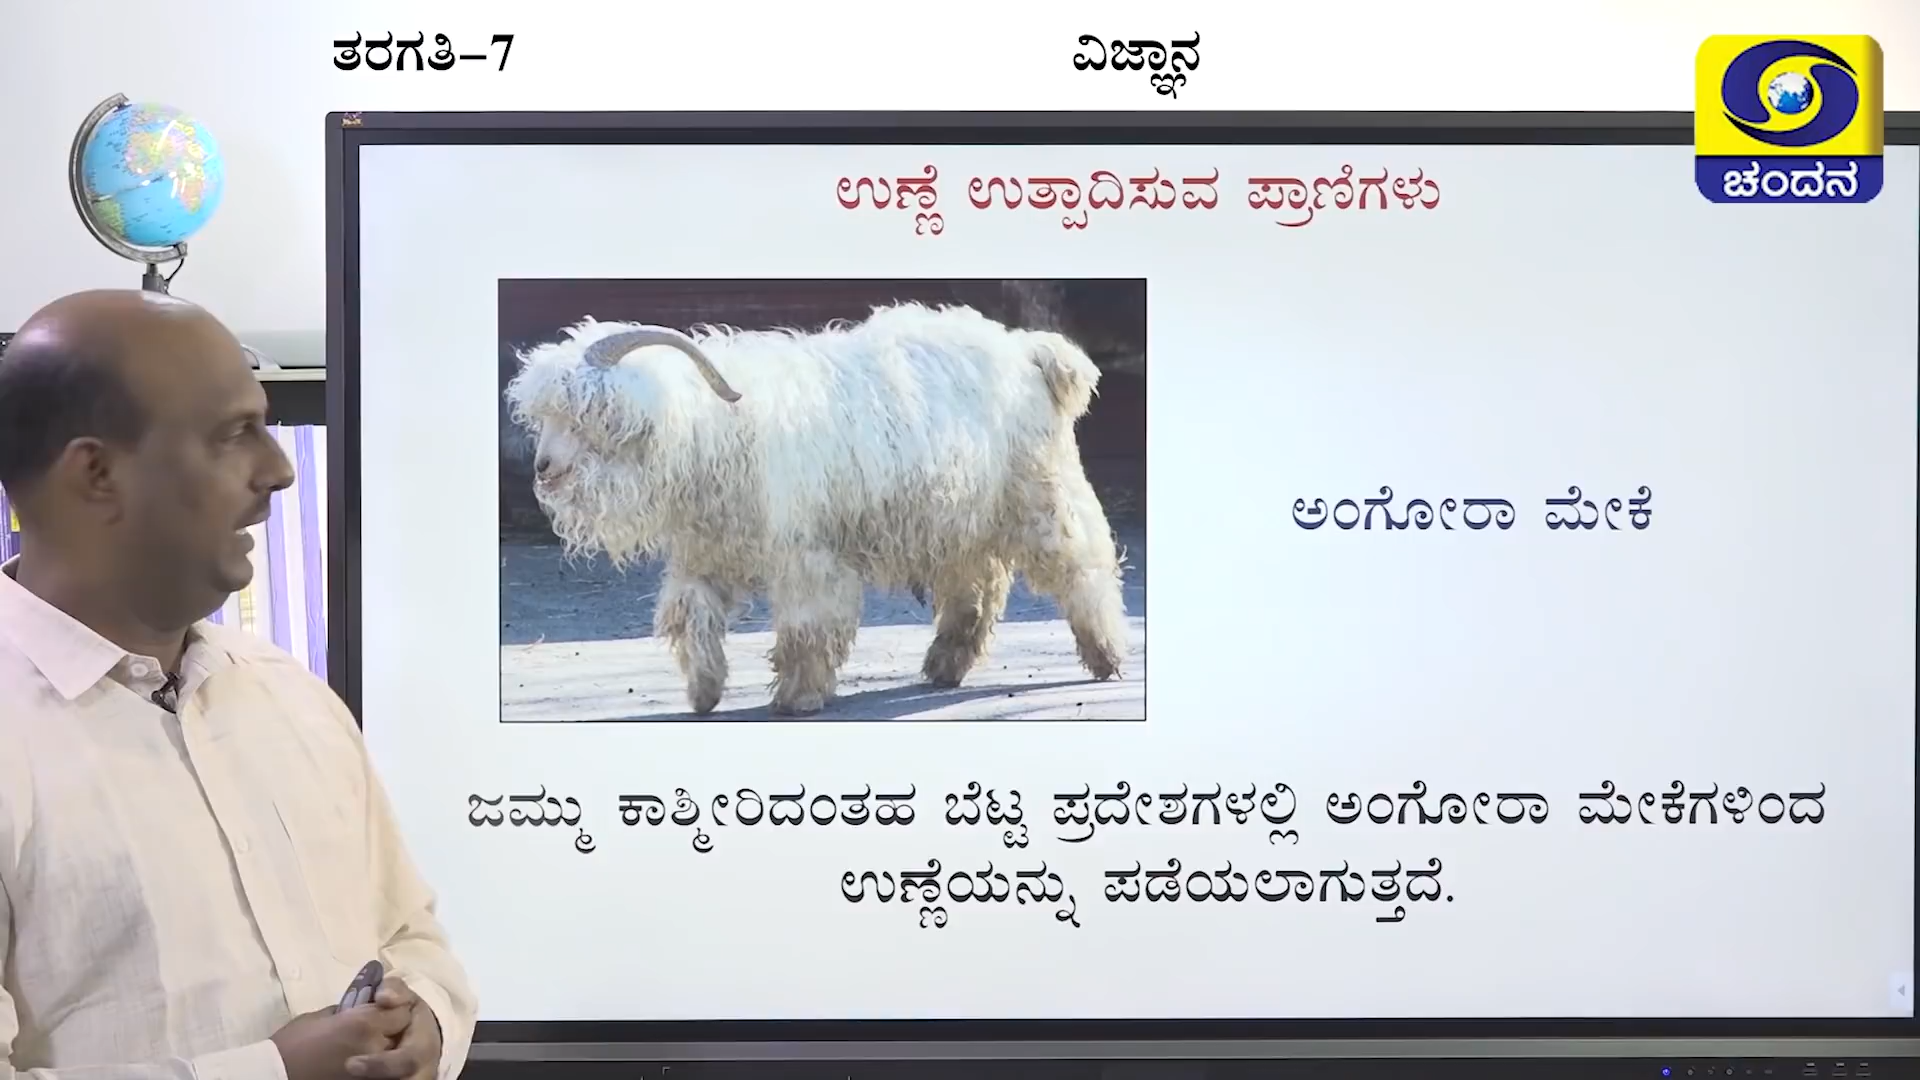 ತರಗತಿ-7
ವಿಜ್ಞಾನ
ಚಂದನ
ಉಣ್ಣೆ ಉತ್ಪಾದಿಸುವ ಪ್ರಾಣಿಗಳು
ಅಂಗೋರಾ ಮೇಕೆ
ಜಮ್ಮು ಕಾಶ್ಮೀರಿದಂತಹ ಬೆಟ್ಟ ಪ್ರದೇಶಗಳಲ್ಲಿ ಅಂಗೋರಾ ಮೇಕೆಗಳಿಂದ
ಉಣ್ಣೆಯನ್ನು ಪಡೆಯಲಾಗುತ್ತದೆ.